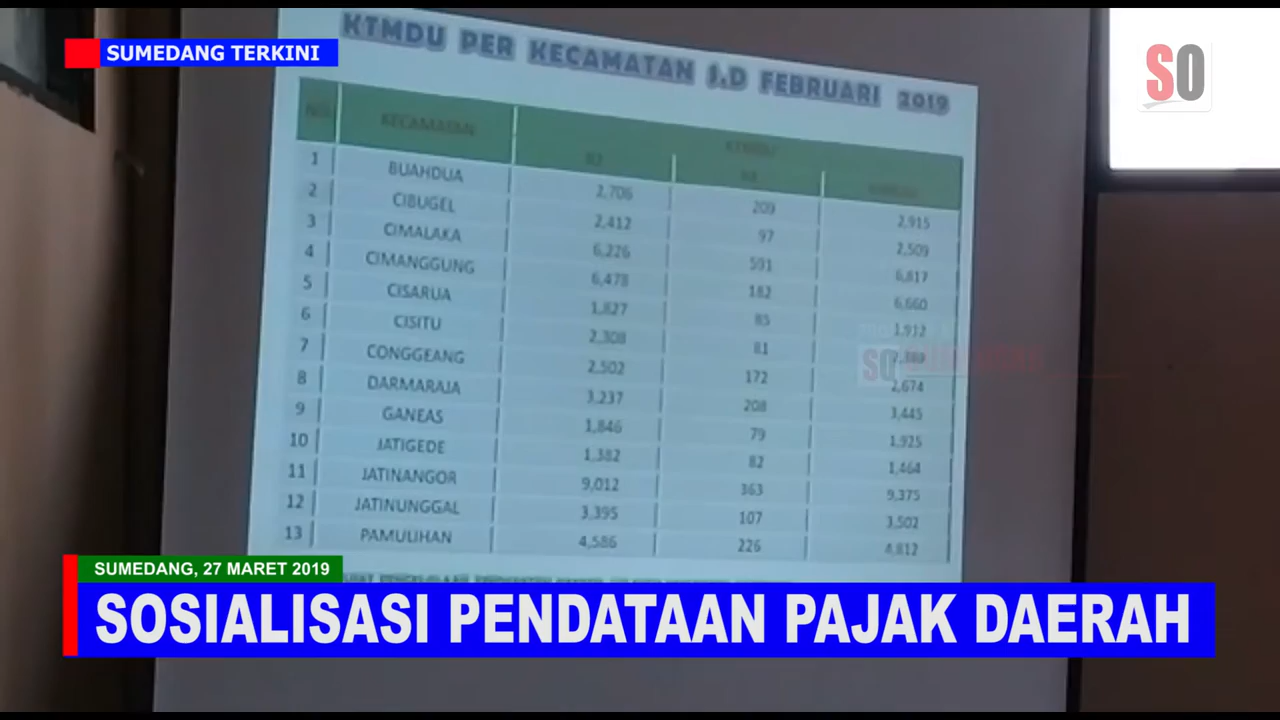 SUMEDANG TERKINI
SO
KTMDU PER KECAMATAN S.D FEBRUARI 2019
KECAMATAN
1 BUAHDUA 2,706 209 2,915
2 CIBUGEL 2,412 97 2,509
3 CIMALAKA 6,226 591 6,817
4 CIMANGGUNG 6,478 182 6,660
5 CISARUA 1,827 85 1,912
6 CISITU 2,308 81 2,389
7 CONGGEANG 2,502 172 2,674
8 DARMARAJA 3,237 208 3,445
9 GANEAS 1,846 79 1,925
10 JATIGEDE 1,382 82 1,464
11 JATINANGOR 9,012 363 9,375
12 JATINUNGGAL 3,395 107 3,502
13 PAMULIHAN 4,586 226 4,812
SO
SUMEDANG, 27 MARET 2019
SOSIALISASI PENDATAAN PAJAK DAERAH